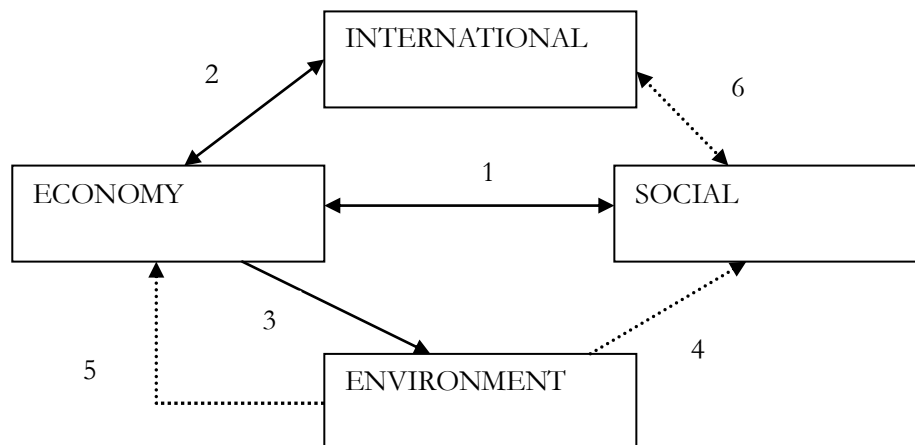 INTERNATIONAL
2
6
1
ECONOMY
SOCIAL
3
4
5
ENVIRONMENT